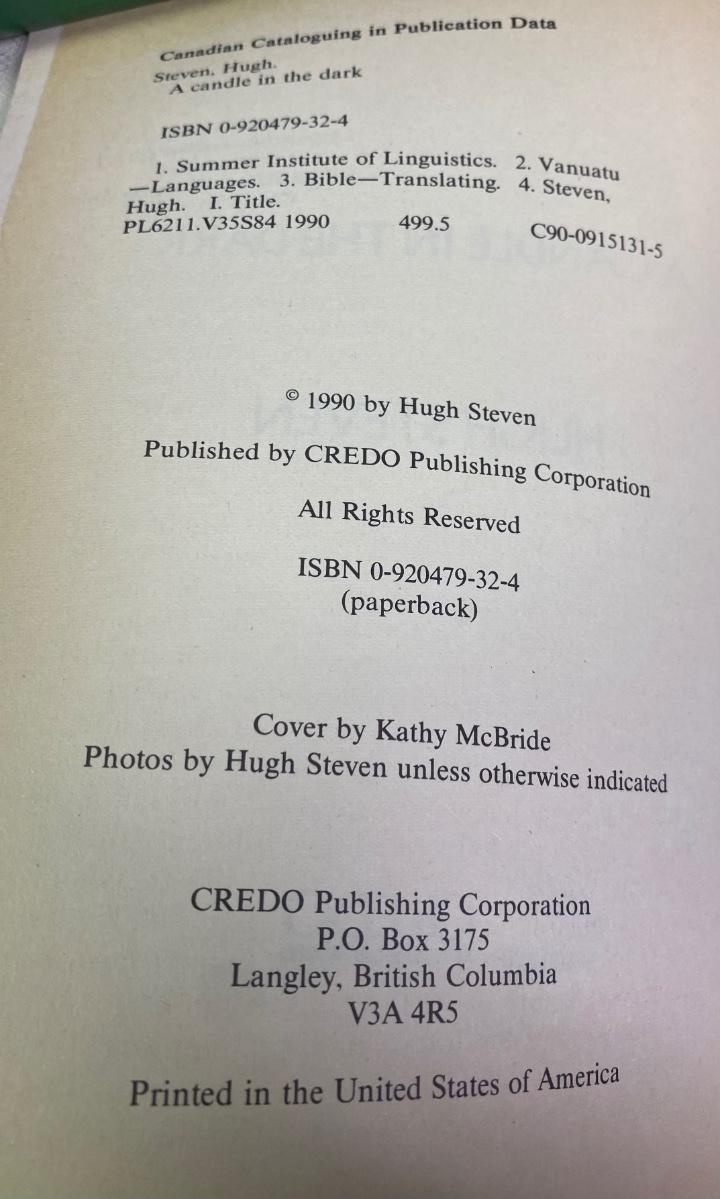 Canadian Cataloguing in Publication Data
Steven, Hugh.
A candle in the dark
ISBN 0-920479-32-4
1. Summer Institute of Linguistics. 2. Vanuatu
—Languages. 3. Bible—Translating. 4. Steven,
Hugh. I. Title.
PL6211.V35S84 1990 499.5 C90-0915131-5
© 1990 by Hugh Steven
Published by CREDO Publishing Corporation
All Rights Reserved
ISBN 0-920479-32-4
(paperback)
Cover by Kathy McBride
Photos by Hugh Steven unless otherwise indicated
CREDO Publishing Corporation
P.O. Box 3175
Langley, British Columbia
V3A 4R5
Printed in the United States of America